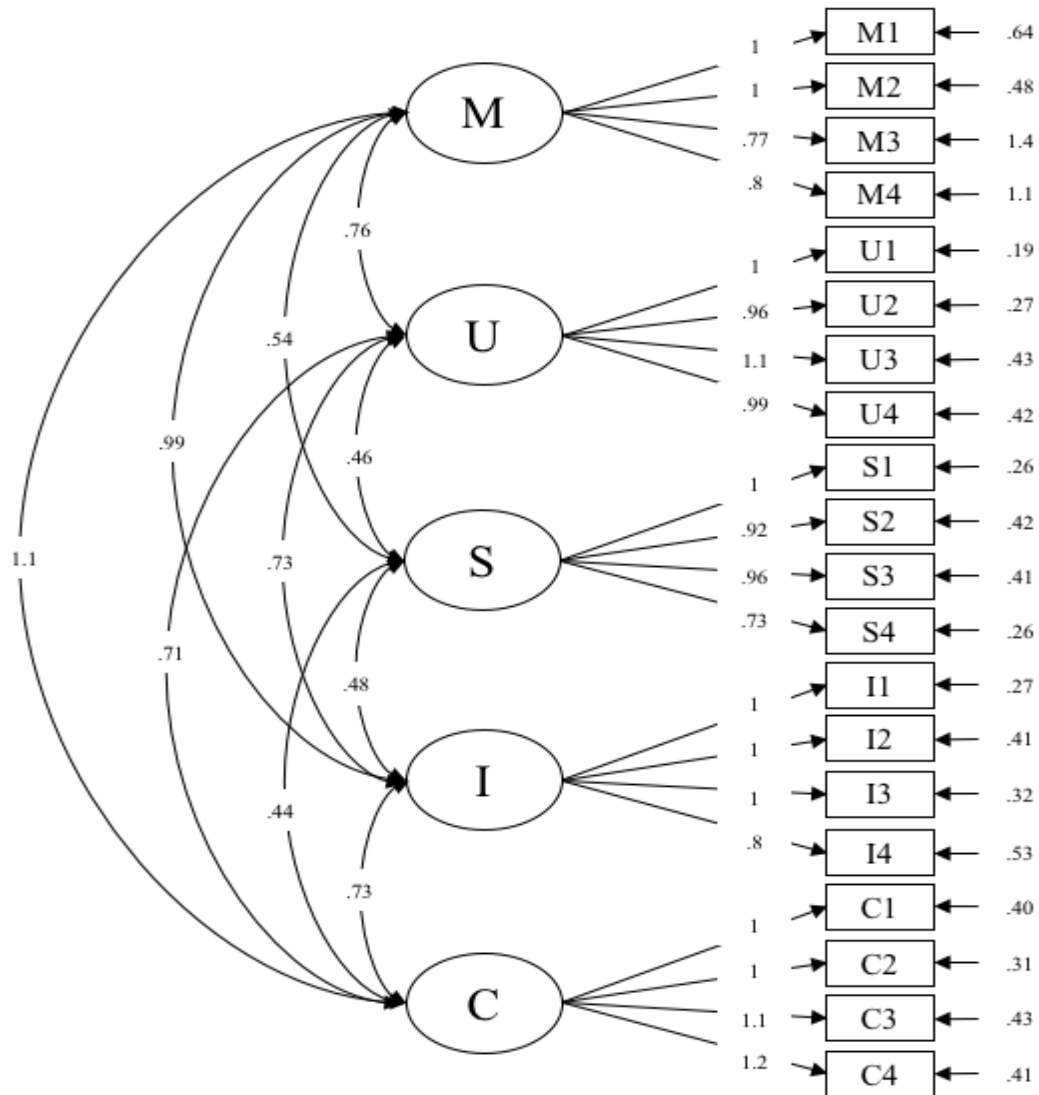 1 M1 .64
M 1 M2 .48
.77 M3 1.4
.8 M4 1.1
.76 U1 .19
1
.96 U2 .27
.54 U 1.1 U3 .43
.99 U4 .42
.99 .46 S1 .26
1
.92 S2 .42
1.1 .73 S .96 S3 .41
.73 S4 .26
.71 .48 I1 .27
1
1 I2 .41
.44 I 1 I3 .32
.8 I4 .53
.73 C1 .40
1
1 C2 .31
C 1.1 C3 .43
1.2 C4 .41